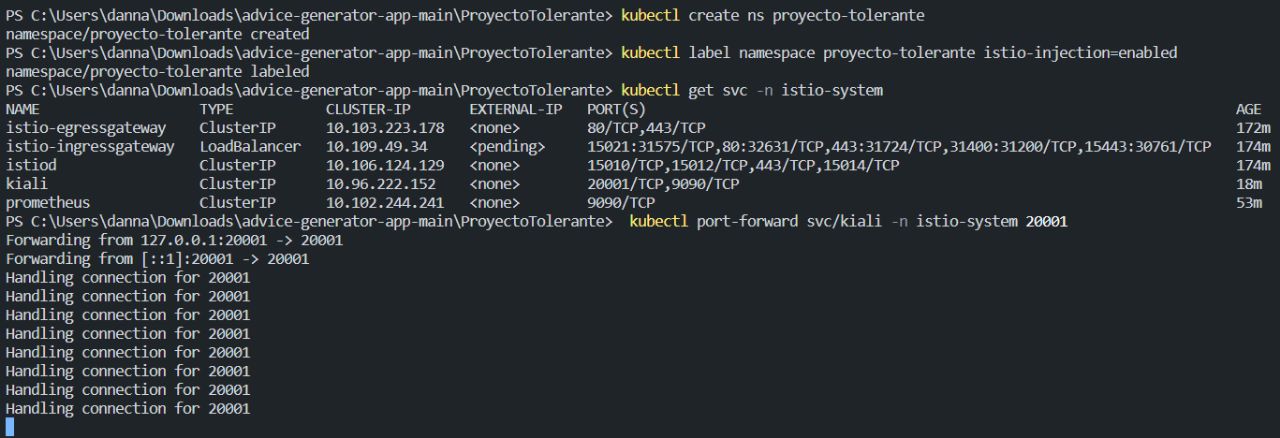 PS C:\Users\danna\Downloads\advice-generator-app-main\ProyectoTolerante> kubectl create ns proyecto-tolerante
namespace/proyecto-tolerante created
PS C:\Users\danna\Downloads\advice-generator-app-main\ProyectoTolerante> kubectl label namespace proyecto-tolerante istio-injection=enabled
namespace/proyecto-tolerante labeled
PS C:\Users\danna\Downloads\advice-generator-app-main\ProyectoTolerante> kubectl get svc -n istio-system
NAME TYPE CLUSTER-IP EXTERNAL-IP PORT(S) AGE
istio-egressgateway ClusterIP 10.103.223.178 <none> 80/TCP,443/TCP 172m
istio-ingressgateway LoadBalancer 10.109.49.34 <pending> 15021:31575/TCP,80:32631/TCP,443:31724/TCP,31400:31200/TCP,15443:30761/TCP 174m
istiod ClusterIP 10.106.124.129 <none> 15010/TCP,15012/TCP,443/TCP,15014/TCP 174m
kiali ClusterIP 10.96.222.152 <none> 20001/TCP,9090/TCP 18m
prometheus ClusterIP 10.102.244.241 <none> 9090/TCP 53m
PS C:\Users\danna\Downloads\advice-generator-app-main\ProyectoTolerante>  kubectl port-forward svc/kiali -n istio-system 20001
Forwarding from 127.0.0.1:20001 -> 20001
Forwarding from [::1]:20001 -> 20001
Handling connection for 20001
Handling connection for 20001
Handling connection for 20001
Handling connection for 20001
Handling connection for 20001
Handling connection for 20001
Handling connection for 20001
Handling connection for 20001